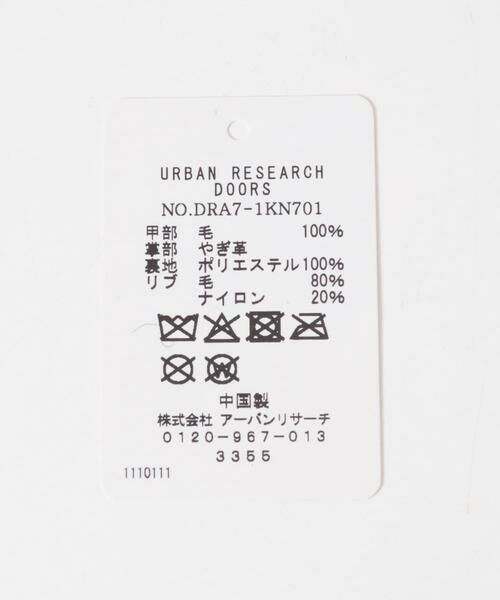 URBAN RESEARCH
DOORS
NO.DRA7-1KN701
甲部 毛 100%
掌部 やぎ革
裏地 ポリエステル100%
リブ 毛 80%
ナイロン 20%
中国製
株式会社 アーバンリサーチ
0120-967-013
3355
1110111